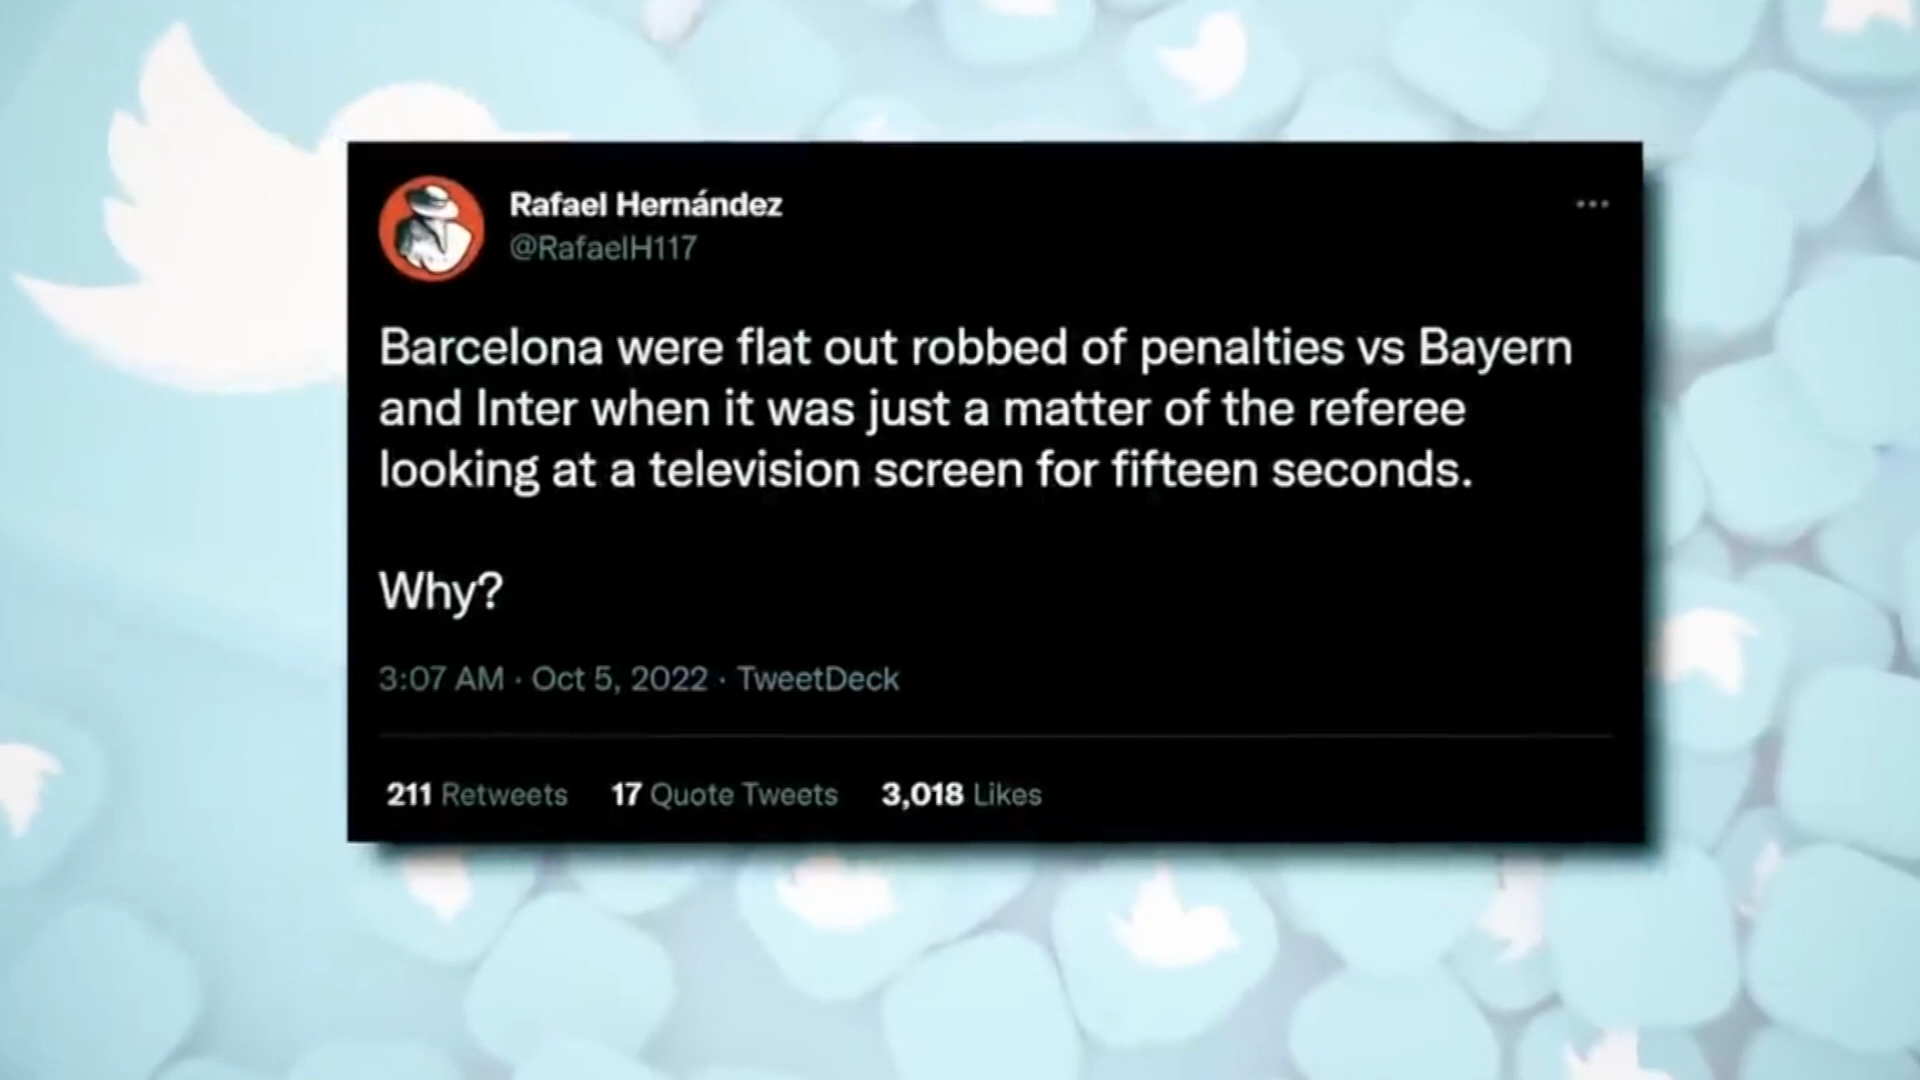 Rafael Hernández
@RafaelH117
Barcelona were flat out robbed of penalties vs Bayern
and Inter when it was just a matter of the referee
looking at a television screen for fifteen seconds.
Why?
3:07 AM · Oct 5, 2022 · TweetDeck
211 Retweets 17 Quote Tweets 3,018 Likes